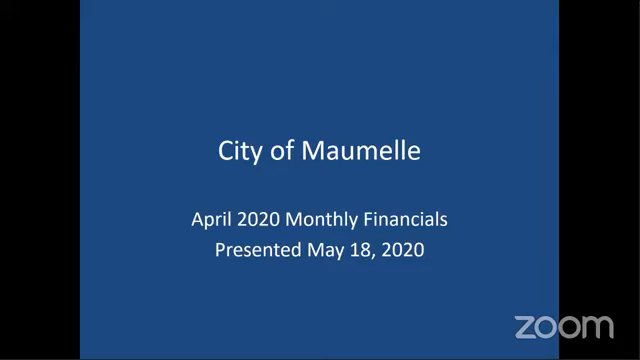 City of Maumelle
April 2020 Monthly Financials
Presented May 18, 2020
zoom